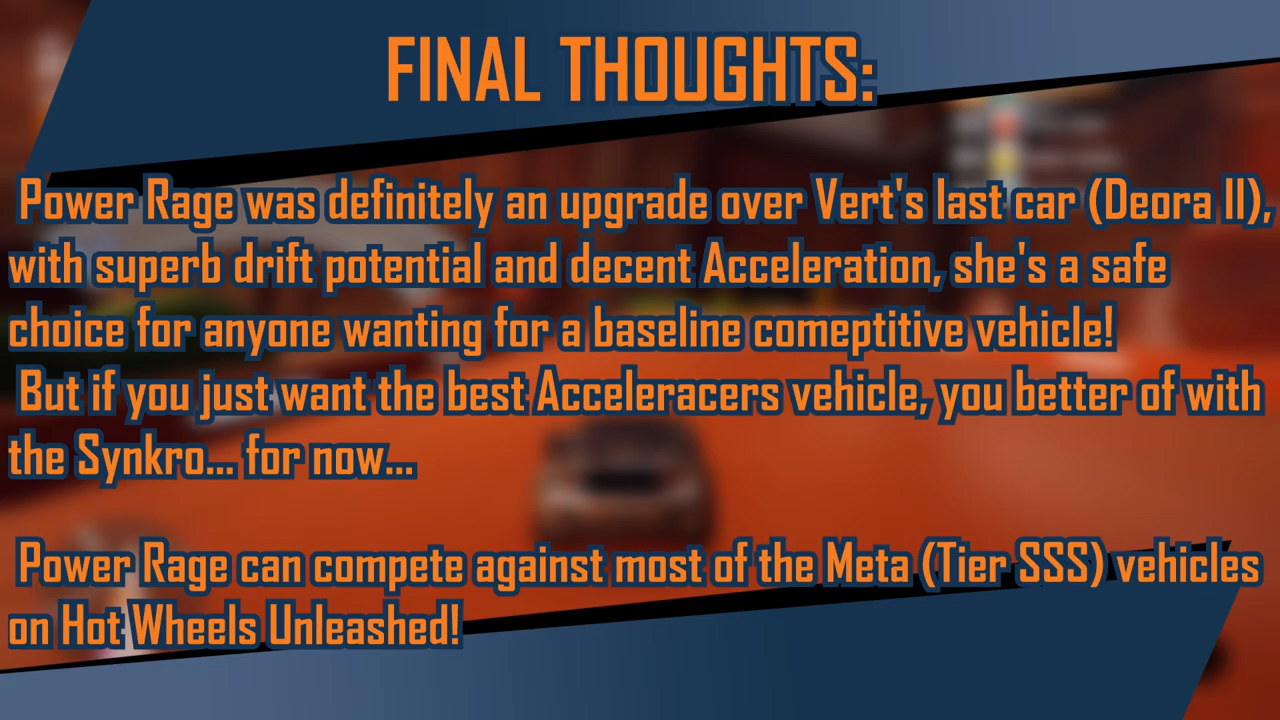 FINAL THOUGHTS:
Power Rage was definitely an upgrade over Vert's last car (Deora II),
with superb drift potential and decent Acceleration, she's a safe
choice for anyone wanting for a baseline comeptitive vehicle!
But if you just want the best Acceleracers vehicle, you better of with
the Synkro... for now...
Power Rage can compete against most of the Meta (Tier SSS) vehicles
on Hot Wheels Unleashed!